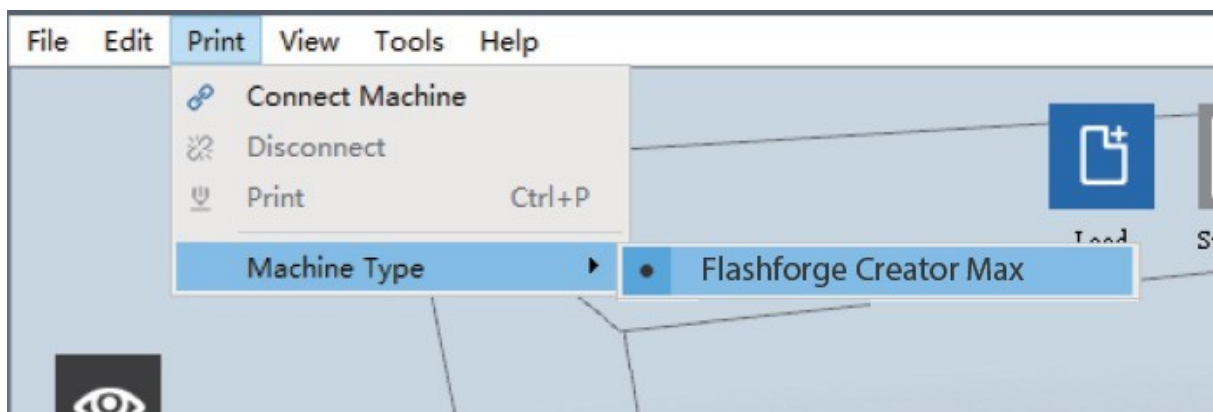 File Edit Print View Tools Help
Connect Machine
Disconnect
Print Ctrl+P
Machine Type
Flashforge Creator Max